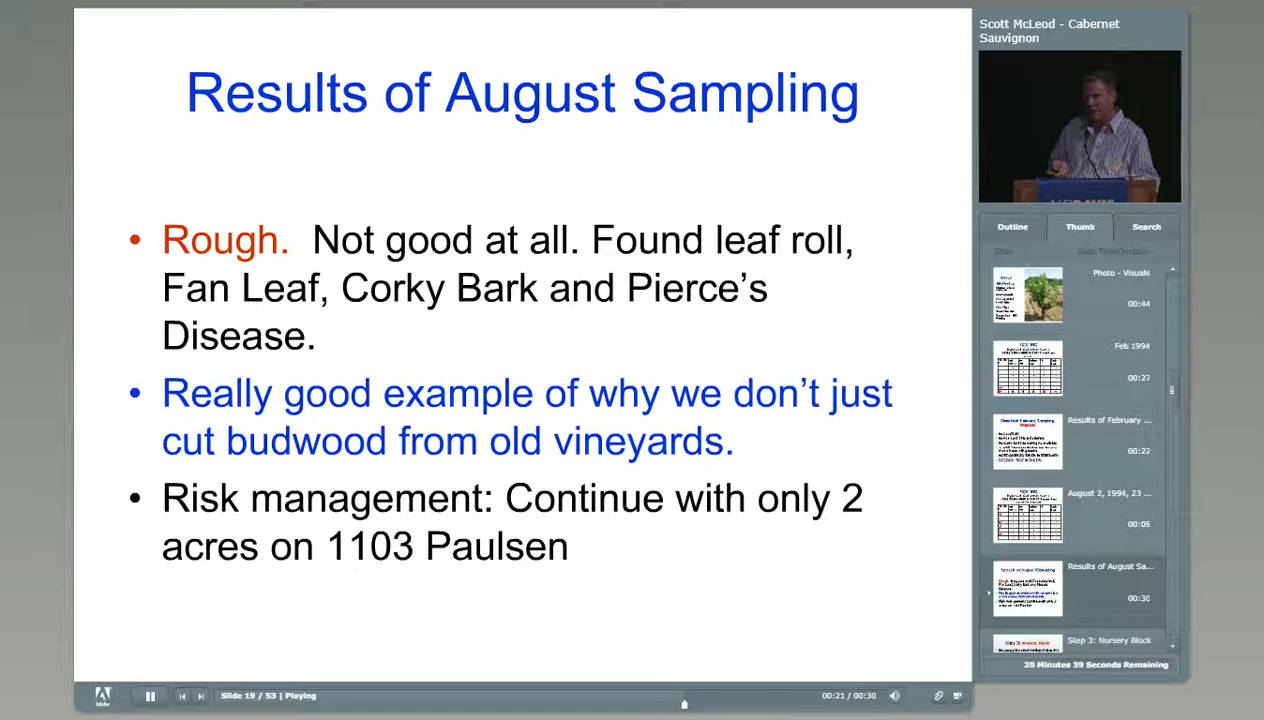 Results of August Sampling
• Rough. Not good at all. Found leaf roll,
Fan Leaf, Corky Bark and Pierce's
Disease.
• Really good example of why we don't just
cut budwood from old vineyards.
• Risk management: Continue with only 2
acres on 1103 Paulsen
Scott McLeod - Cabernet
Sauvignon
Outline Thumb Search
Photo - Visuals
00:44
Feb 1994
00:27
Results of February ...
00:22
August 2, 1994, 23 ...
00:05
Results of August Sa...
00:30
Step 3: Nursery Block
20 Minutes 39 Seconds Remaining
Adobe
Slide 19 / 53 | Playing
00:21 / 00:30